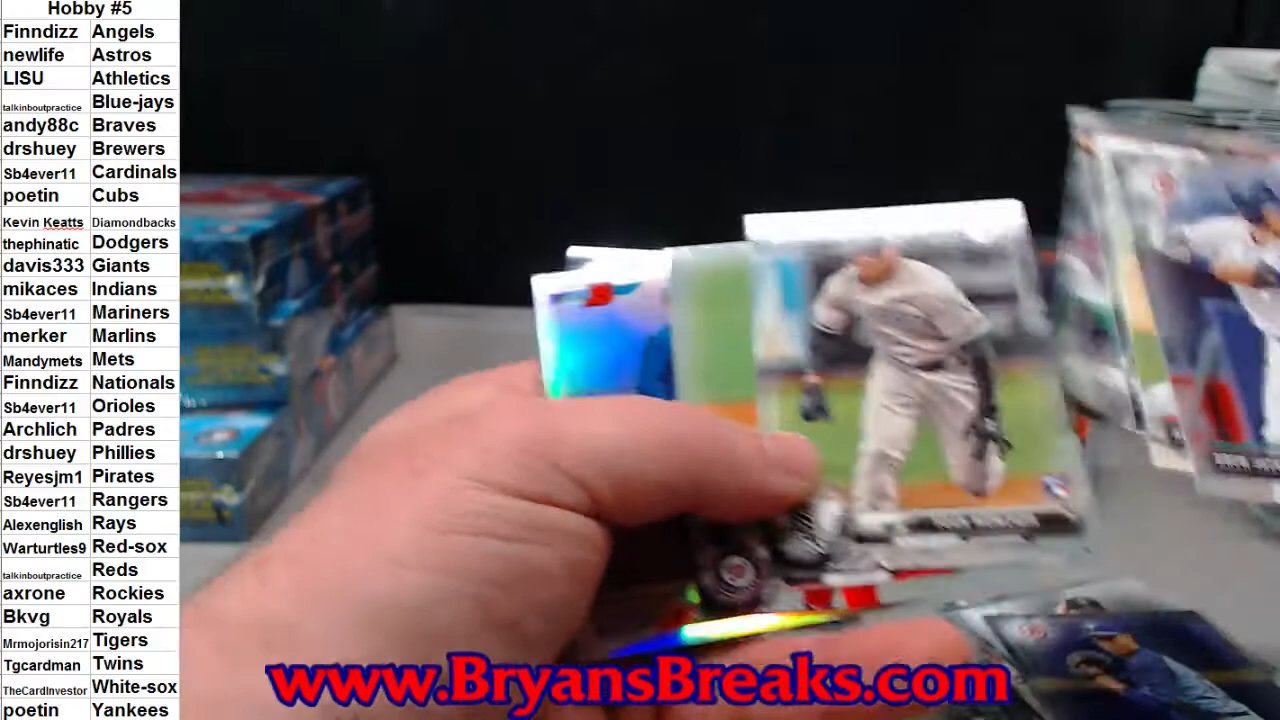 Hobby #5
Finndizz Angels
newlife Astros
LISU Athletics
talkinboutpractice Blue-jays
andy88c Braves
drshuey Brewers
Sb4ever11 Cardinals
poetin Cubs
Kevin Keatts Diamondbacks
thephinatic Dodgers
davis333 Giants
mikaces Indians
Sb4ever11 Mariners
merker Marlins
Mandymets Mets
Finndizz Nationals
Sb4ever11 Orioles
Archlich Padres
drshuey Phillies
Reyesjm1 Pirates
Sb4ever11 Rangers
Alexenglish Rays
Warturtles9 Red-sox
talkinboutpractice Reds
axrone Rockies
Bkvg Royals
Mrmojorisin217 Tigers
Tgcardman Twins
TheCardInvestor White-sox
poetin Yankees
www.BryansBreaks.com